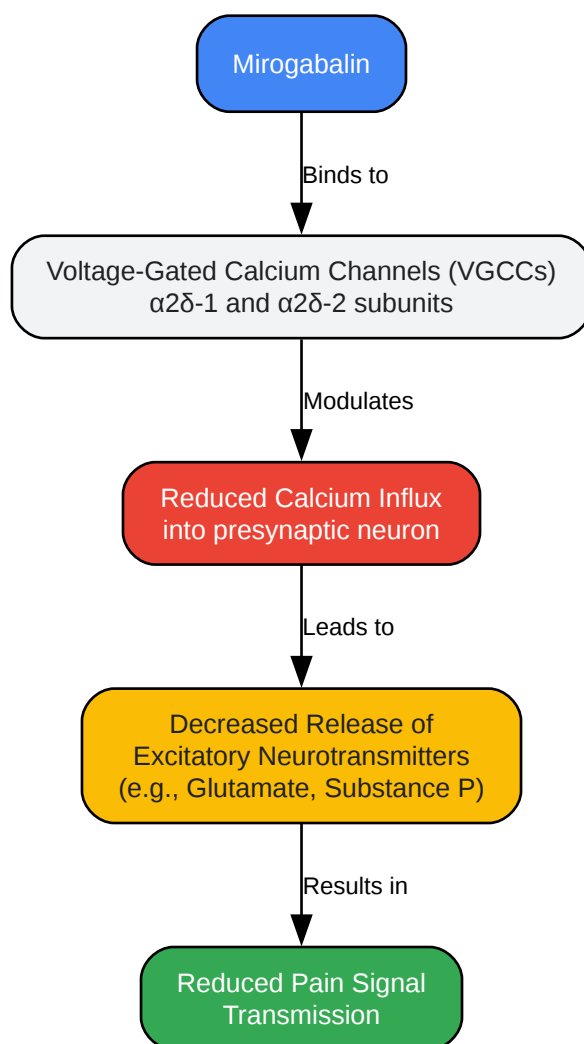 Mirogabalin
Binds to
Voltage-Gated Calcium Channels (VGCCs)
α2δ-1 and α2δ-2 subunits
Modulates
Reduced Calcium Influx
into presynaptic neuron
Leads to
Decreased Release of
Excitatory Neurotransmitters
(e.g., Glutamate, Substance P)
Results in
Reduced Pain Signal
Transmission